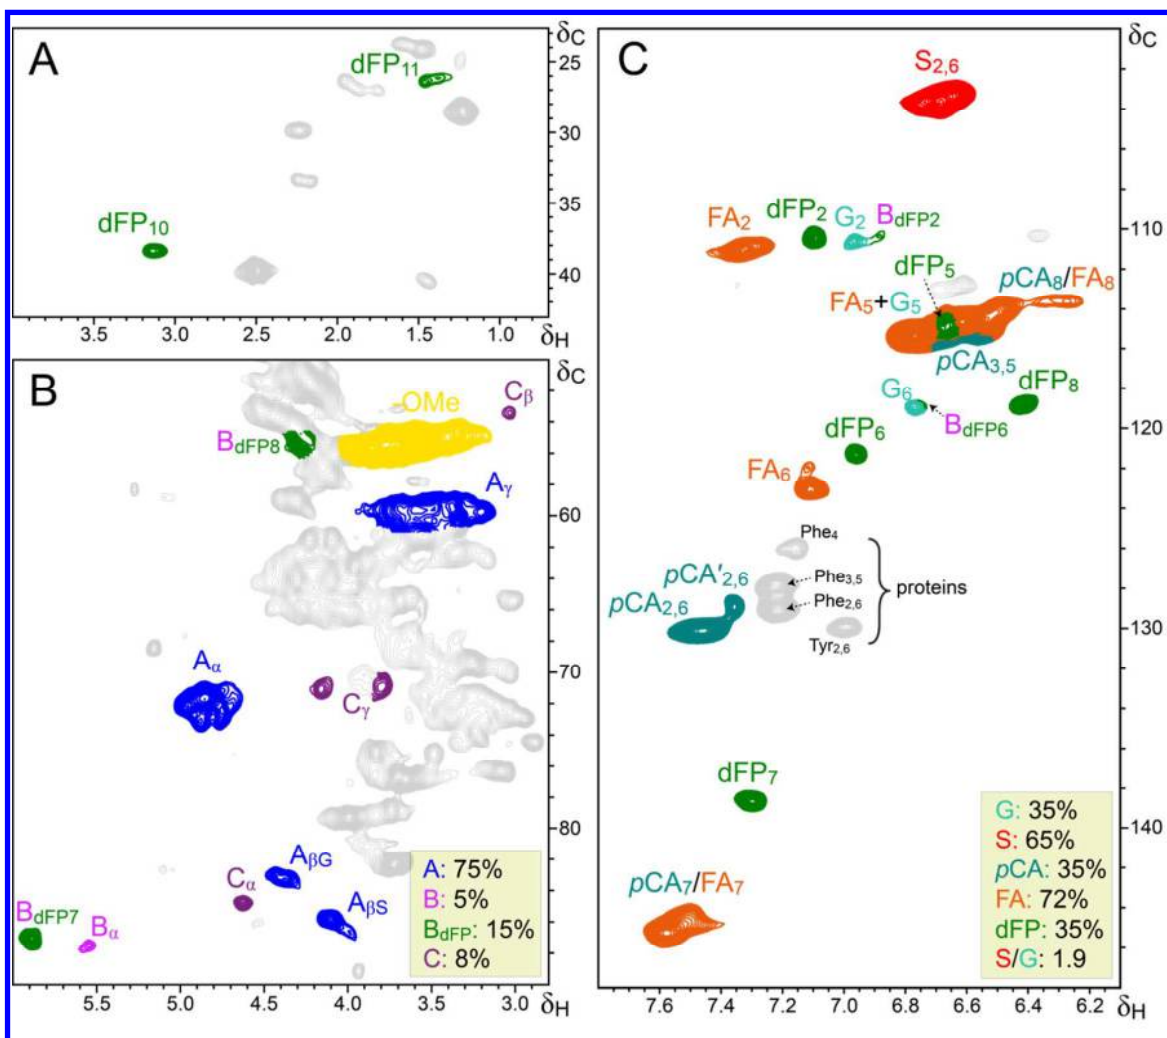 A
δC
dFP11
dFP10
25
30
35
40
3.5
3.0
2.5
2.0
1.5
1.0
δH
B
δC
-OMe
Cβ
BdFP8
Aγ
60
Aα
70
Cγ
80
AβG
Cα
AβS
BdFP7
Bα
A: 75%
B: 5%
BdFP: 15%
C: 8%
5.5
5.0
4.5
4.0
3.5
3.0
δH
C
δC
S2,6
FA2
dFP2
G2
BdFP2
110
dFP5
pCA8/FA8
FA5+G5
pCA3,5
G6
dFP8
BdFP6
120
dFP6
FA6
Phe4
pCA'2,6
Phe3,5
pCA2,6
Phe2,6
proteins
130
Tyr2,6
dFP7
140
pCA7/FA7
G: 35%
S: 65%
pCA: 35%
FA: 72%
dFP: 35%
S/G: 1.9
7.6
7.4
7.2
7.0
6.8
6.6
6.4
6.2
δH